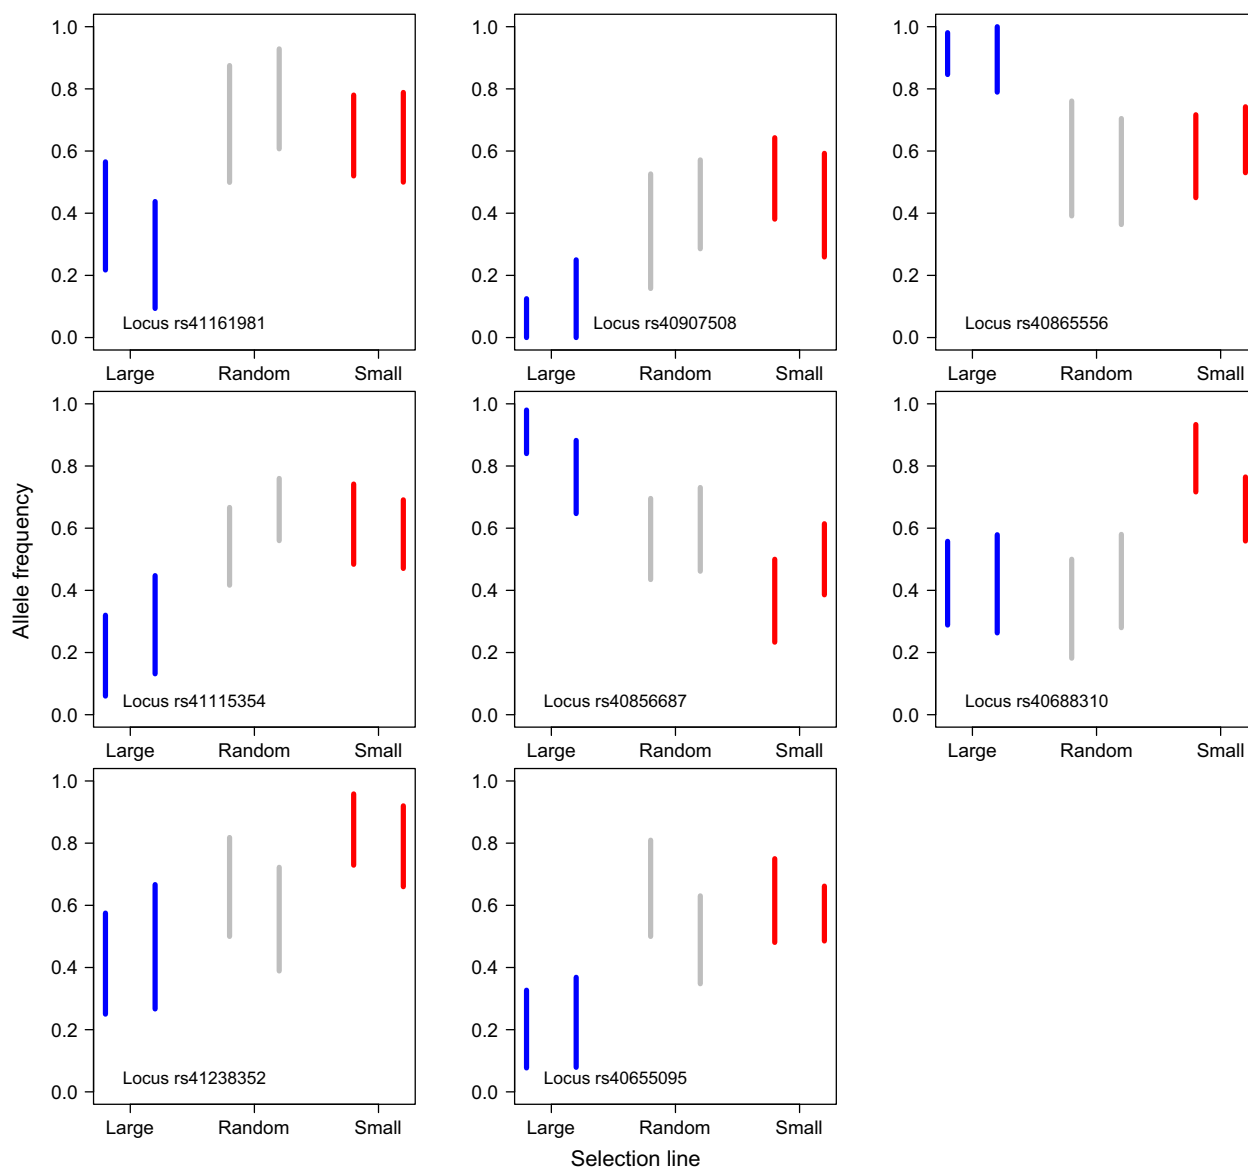 1.0
0.8
0.6
0.4
0.2
0.0
Locus rs41161981
Large Random Small
1.0
0.8
0.6
0.4
0.2
0.0
Locus rs40907508
Large Random Small
1.0
0.8
0.6
0.4
0.2
0.0
Locus rs40865556
Large Random Small
Allele frequency
1.0
0.8
0.6
0.4
0.2
0.0
Locus rs41115354
Large Random Small
1.0
0.8
0.6
0.4
0.2
0.0
Locus rs40856687
Large Random Small
1.0
0.8
0.6
0.4
0.2
0.0
Locus rs40688310
Large Random Small
1.0
0.8
0.6
0.4
0.2
0.0
Locus rs41238352
Large Random Small
1.0
0.8
0.6
0.4
0.2
0.0
Locus rs40655095
Large Random Small
Selection line